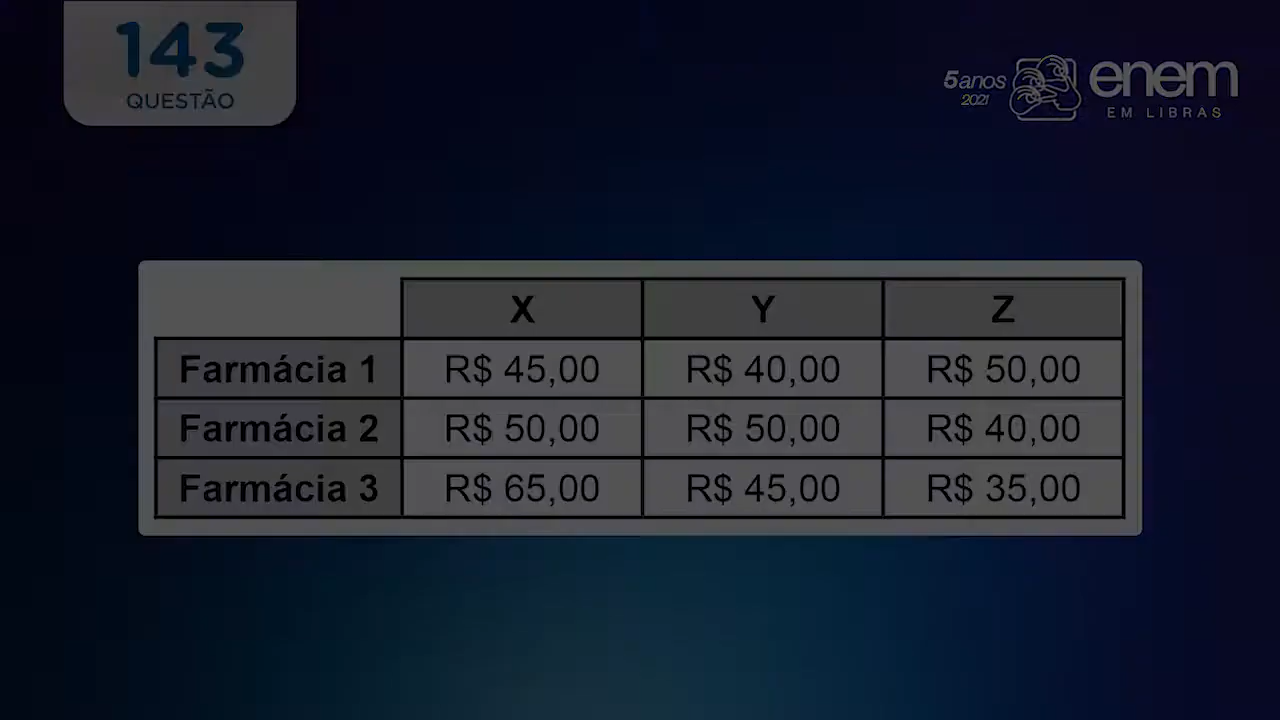 143
QUESTÃO
5anos
2021
enem
EM LIBRAS
X Y Z
Farmácia 1 R$ 45,00 R$ 40,00 R$ 50,00
Farmácia 2 R$ 50,00 R$ 50,00 R$ 40,00
Farmácia 3 R$ 65,00 R$ 45,00 R$ 35,00